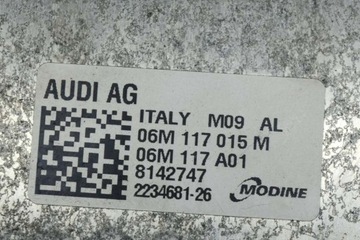 AUDI AG
ITALY M09 AL
06M 117 015 M
06M 117 A01
8142747
2234681-26
MODINE